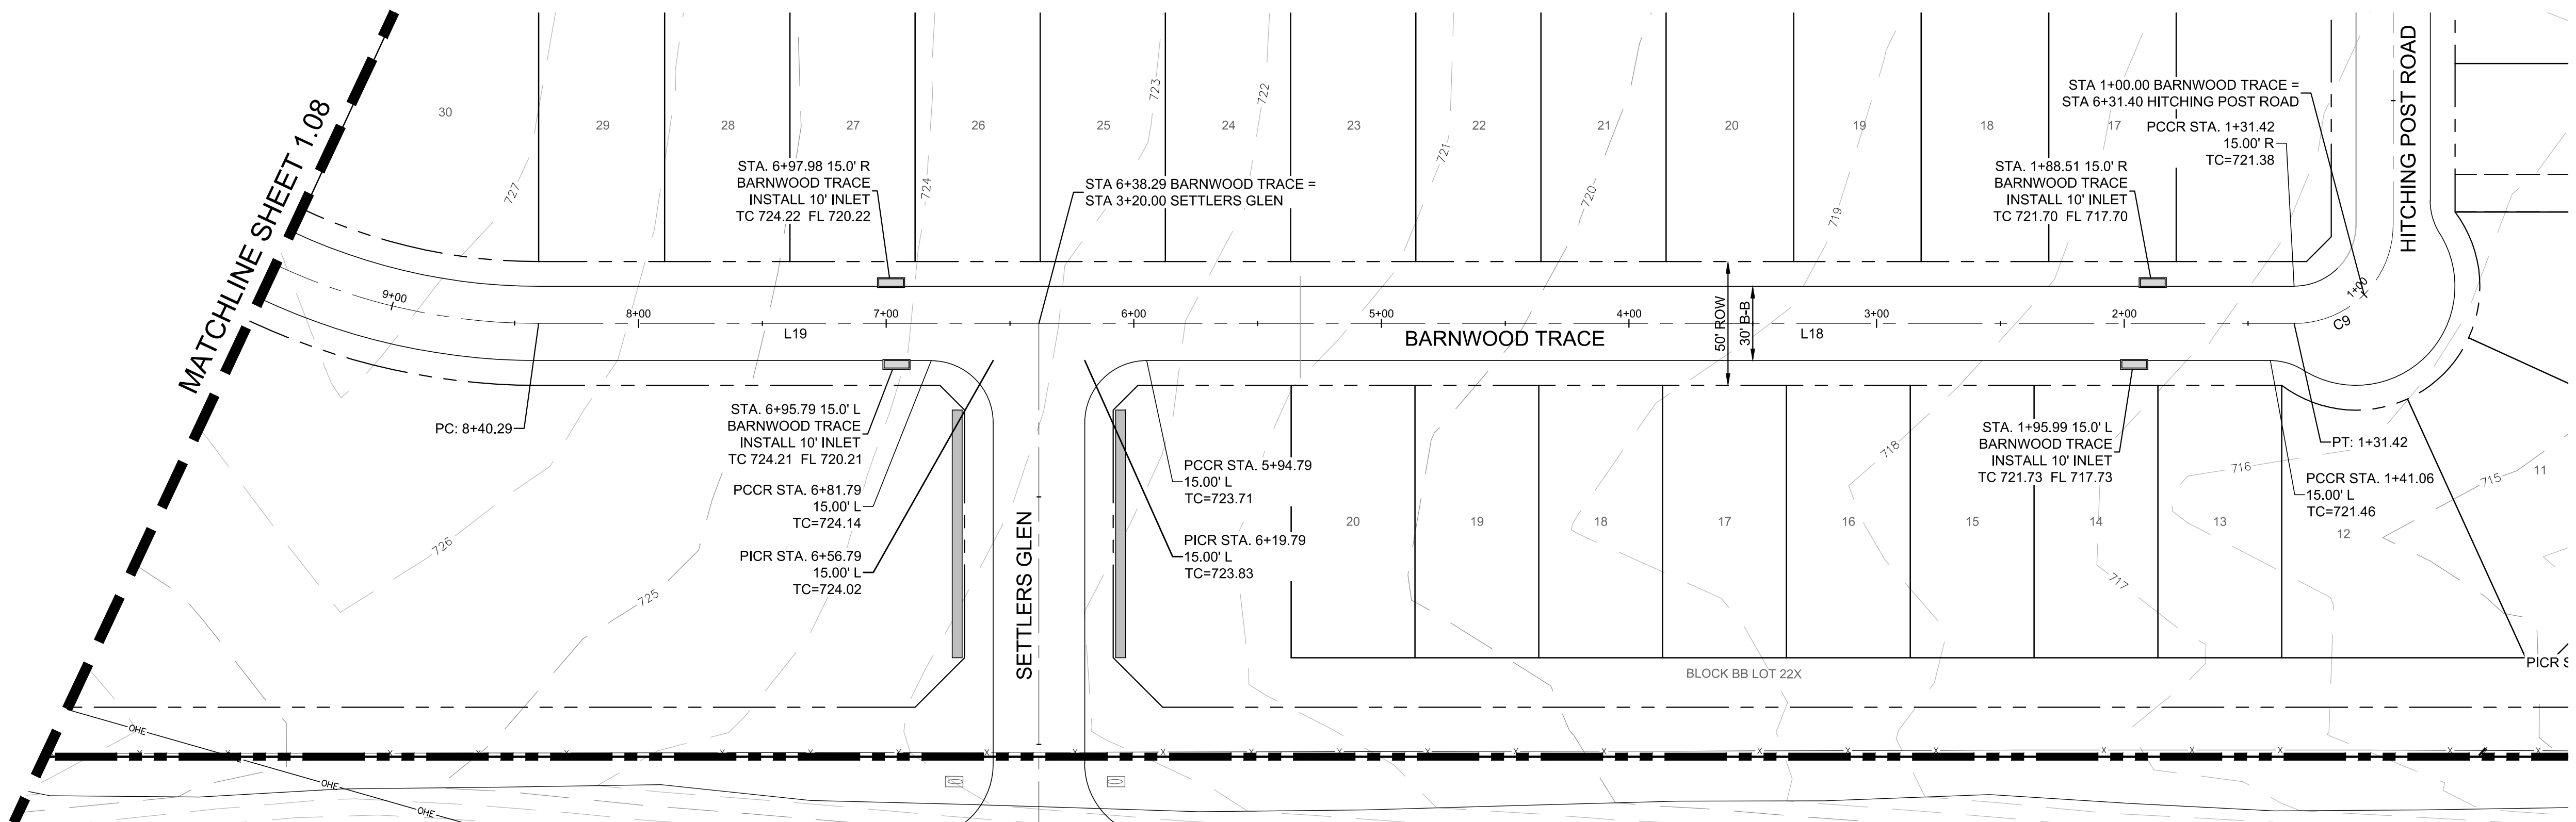 MATCHLINE SHEET 1.08
30
29
28
27
26
25
24
23
22
21
20
19
18
17
727
724
723
722
721
720
719
STA. 6+97.98 15.0' R
BARNWOOD TRACE
INSTALL 10' INLET
TC 724.22 FL 720.22
STA 6+38.29 BARNWOOD TRACE =
STA 3+20.00 SETTLERS GLEN
STA 1+00.00 BARNWOOD TRACE =
STA 6+31.40 HITCHING POST ROAD
PCCR STA. 1+31.42
15.00' R
TC=721.38
STA. 1+88.51 15.0' R
BARNWOOD TRACE
INSTALL 10' INLET
TC 721.70 FL 717.70
HITCHING POST ROAD
9+00
8+00
7+00
6+00
5+00
4+00
3+00
2+00
1+00
L19
BARNWOOD TRACE
50' ROW
30' B-B
L18
C9
PC: 8+40.29
STA. 6+95.79 15.0' L
BARNWOOD TRACE
INSTALL 10' INLET
TC 724.21 FL 720.21
PCCR STA. 6+81.79
15.00' L
TC=724.14
PICR STA. 6+56.79
15.00' L
TC=724.02
SETTLERS GLEN
PCCR STA. 5+94.79
15.00' L
TC=723.71
PICR STA. 6+19.79
15.00' L
TC=723.83
STA. 1+95.99 15.0' L
BARNWOOD TRACE
INSTALL 10' INLET
TC 721.73 FL 717.73
PT: 1+31.42
PCCR STA. 1+41.06
15.00' L
TC=721.46
726
725
718
717
716
715
20
19
18
17
16
15
14
13
12
11
BLOCK BB LOT 22X
PICR S
OHE
OHE
OHE
X X X X X X X X X X X X X X X X X X X X X X X X